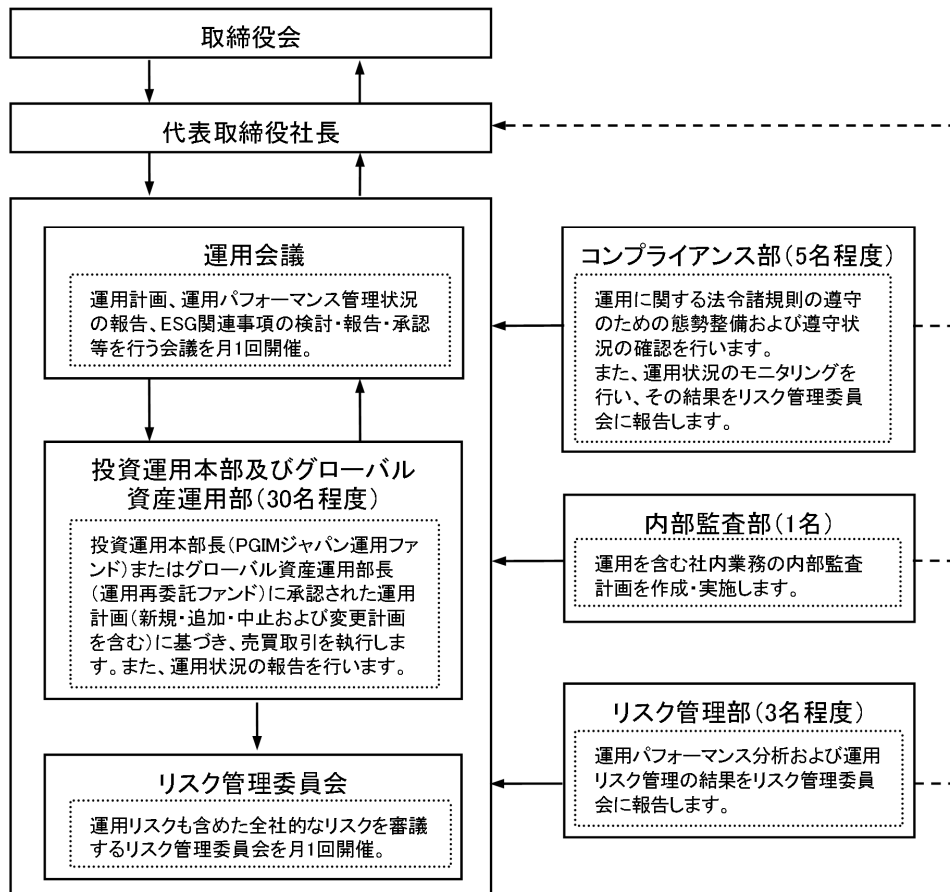 取締役会
代表取締役社長
運用会議
運用計画、運用パフォーマンス管理状況
の報告、ESG関連事項の検討・報告・承認
等を行う会議を月1回開催。
投資運用本部及びグローバル
資産運用部(30名程度)
投資運用本部長(PGIMジャパン運用ファ
ンド)またはグローバル資産運用部長
(運用再委託ファンド)に承認された運用
計画(新規・追加・中止および変更計画
を含む)に基づき、売買取引を執行しま
す。また、運用状況の報告を行います。
リスク管理委員会
運用リスクも含めた全社的なリスクを審議
するリスク管理委員会を月1回開催。
コンプライアンス部(5名程度)
運用に関する法令諸規則の遵守
のための態勢整備および遵守状
況の確認を行います。
また、運用状況のモニタリングを
行い、その結果をリスク管理委員
会に報告します。
内部監査部(1名)
運用を含む社内業務の内部監査
計画を作成・実施します。
リスク管理部(3名程度)
運用パフォーマンス分析および運用
リスク管理の結果をリスク管理委員
会に報告します。